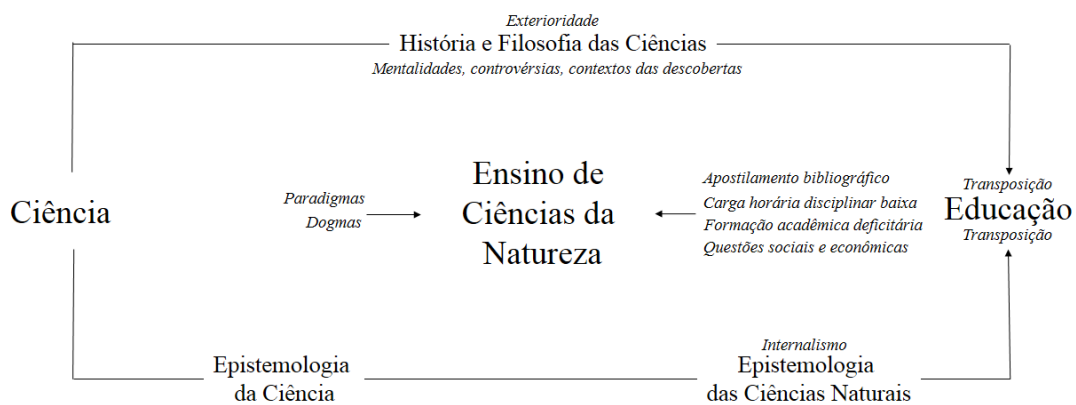 Exterioridade
História e Filosofia das Ciências
Mentalidades, controvérsias, contextos das descobertas
Ciência
Paradigmas
Dogmas
Ensino de
Ciências da
Natureza
Apostilamento bibliográfico
Carga horária disciplinar baixa
Formação acadêmica deficitária
Questões sociais e econômicas
Transposição
Educação
Transposição
Epistemologia
da Ciência
Internalismo
Epistemologia
das Ciências Naturais